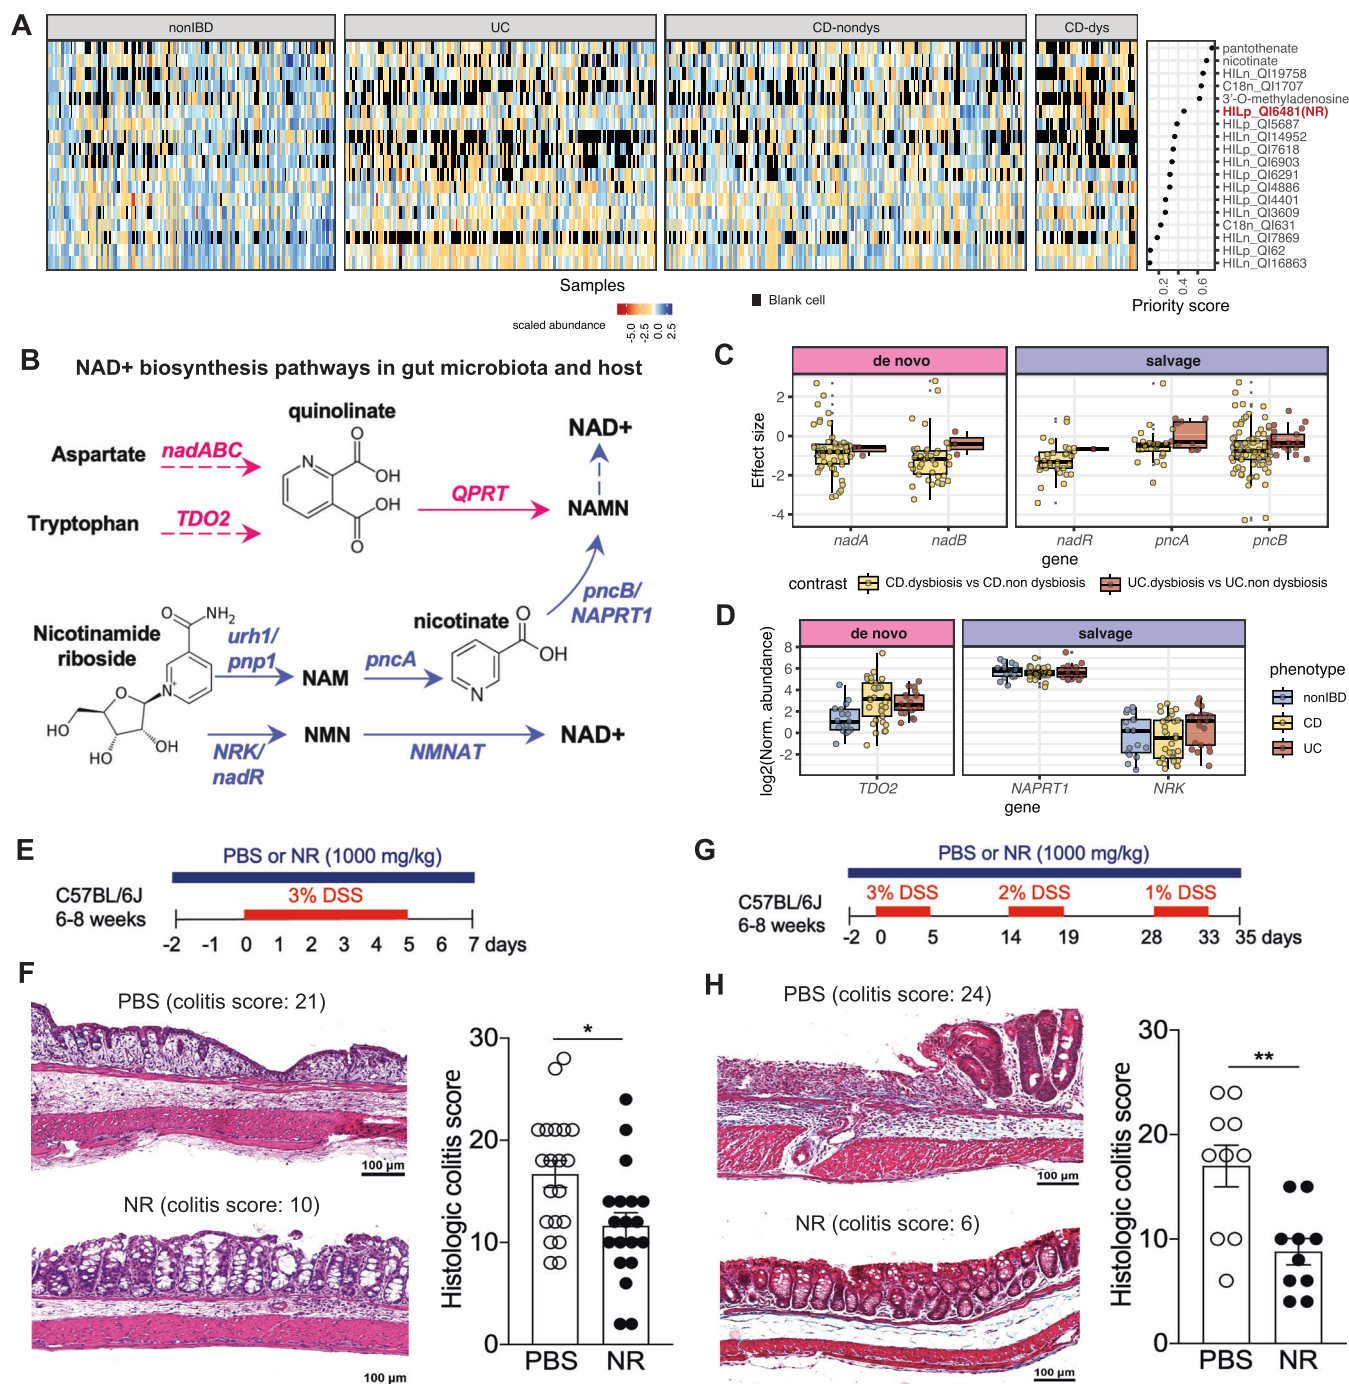 A
nonIBD
UC
CD-nondys
CD-dys
pantothenate
nicotinate
HILn_QI19758
C18n_QI1707
3'-O-methyladenosine
HILp_QI6481(NR)
HILp_QI5687
HILn_QI14952
HILp_QI7618
HILn_QI6903
HILp_QI6291
HILp_QI4886
HILp_QI4401
HILn_QI3609
C18n_QI631
HILn_QI7869
HILp_QI62
HILn_QI16863
0.2 0.4 0.6
Priority score
Samples
scaled abundance
-5.0 -2.5 0.0 2.5
Blank cell
B
NAD+ biosynthesis pathways in gut microbiota and host
quinolinate
NAD+
Aspartate
nadABC
N
O
OH
OH
O
QPRT
NAMN
Tryptophan
TDO2
Nicotinamide
riboside
O
NH2
N+
O
HO
HO
OH
urh1/
pnp1
NAM
pncA
nicotinate
O
OH
N
pncB/
NAPRT1
NRK/
nadR
NMN
NMNAT
NAD+
C
de novo
salvage
Effect size
2
0
-2
-4
nadA
nadB
nadR
pncA
pncB
gene
contrast
CD.dysbiosis vs CD.non dysbiosis
UC.dysbiosis vs UC.non dysbiosis
D
de novo
salvage
log2(Norm. abundance)
8
6
4
2
0
-2
TDO2
NAPRT1
NRK
gene
phenotype
nonIBD
CD
UC
E
PBS or NR (1000 mg/kg)
C57BL/6J
6-8 weeks
3% DSS
-2 -1 0 1 2 3 4 5 6 7 days
G
PBS or NR (1000 mg/kg)
C57BL/6J
6-8 weeks
3% DSS
2% DSS
1% DSS
-2 0 5 14 19 28 33 35 days
F
PBS (colitis score: 21)
100 µm
NR (colitis score: 10)
100 µm
Histologic colitis score
30
20
10
0
*
PBS
NR
H
PBS (colitis score: 24)
100 µm
NR (colitis score: 6)
100 µm
Histologic colitis score
30
20
10
0
**
PBS
NR